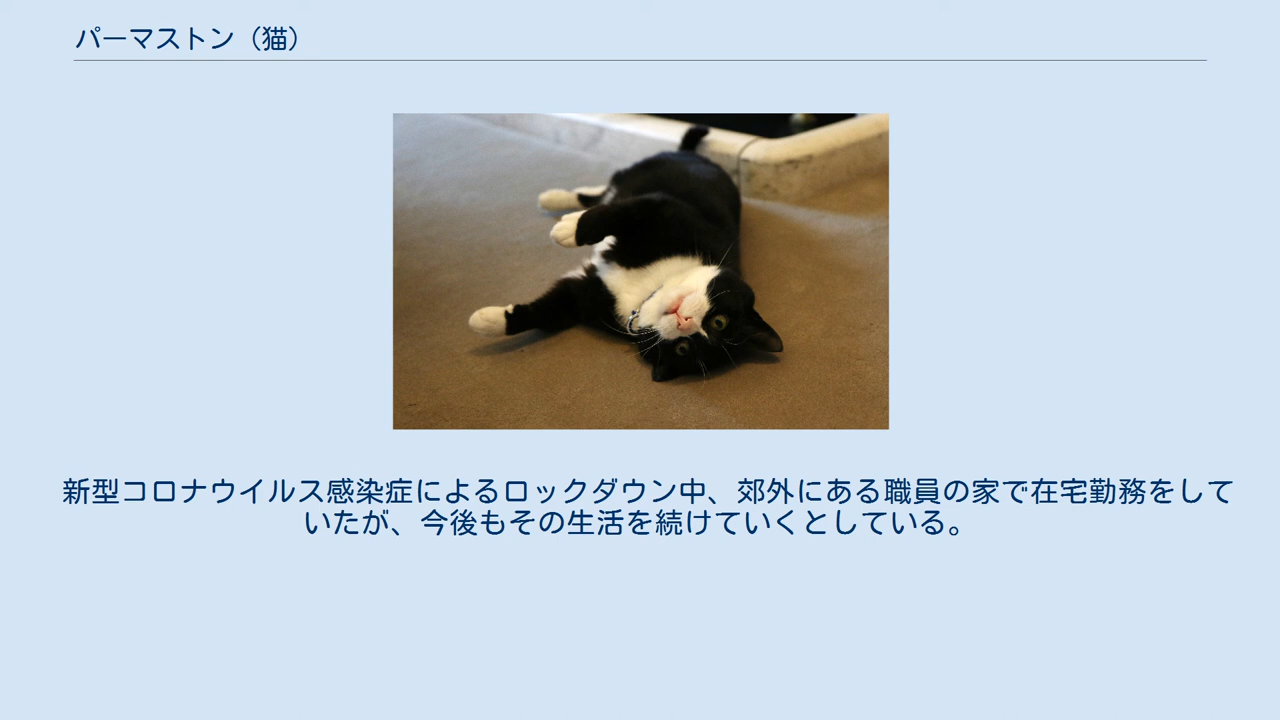 パーマストン（猫）
新型コロナウイルス感染症によるロックダウン中、郊外にある職員の家で在宅勤務をして
いたが、今後もその生活を続けていくとしている。